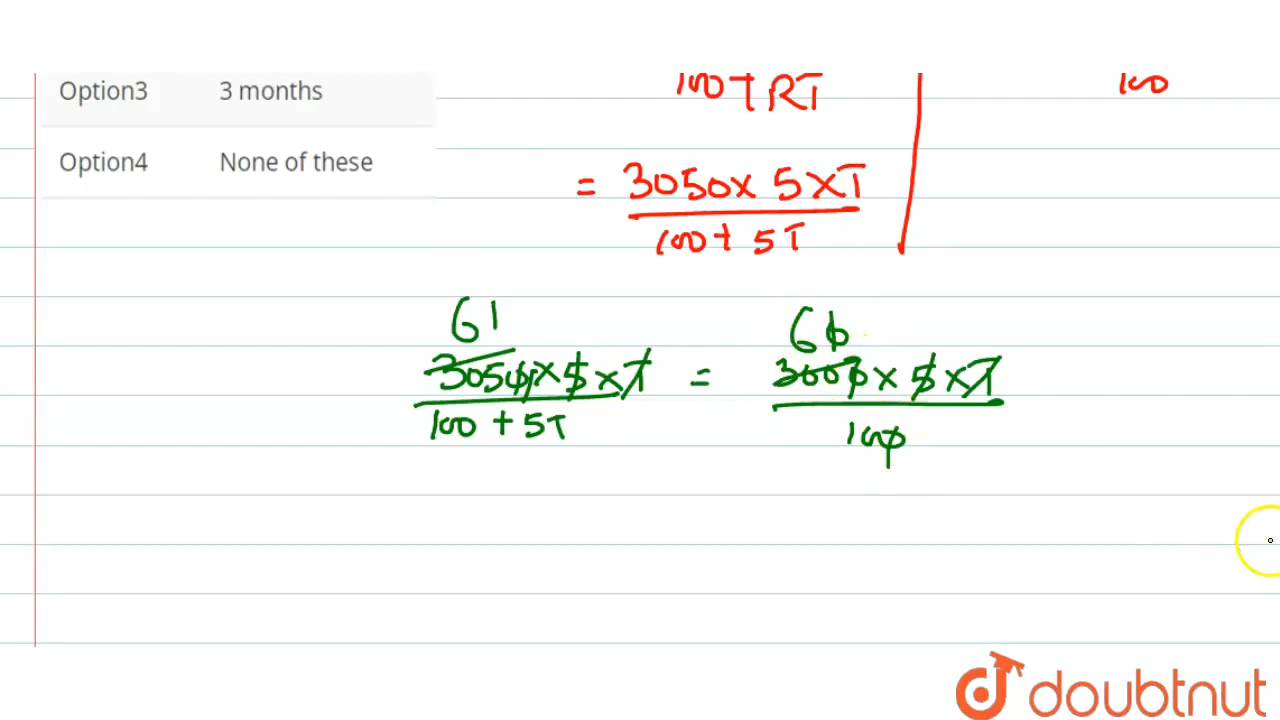 Option3 3 months
Option4 None of these
100 + RT
100
= 3050 x 5 x T
100 + 5T
61
3050 x 5 x T
100 + 5T
=
60
3000 x 5 x T
100
doubtnut